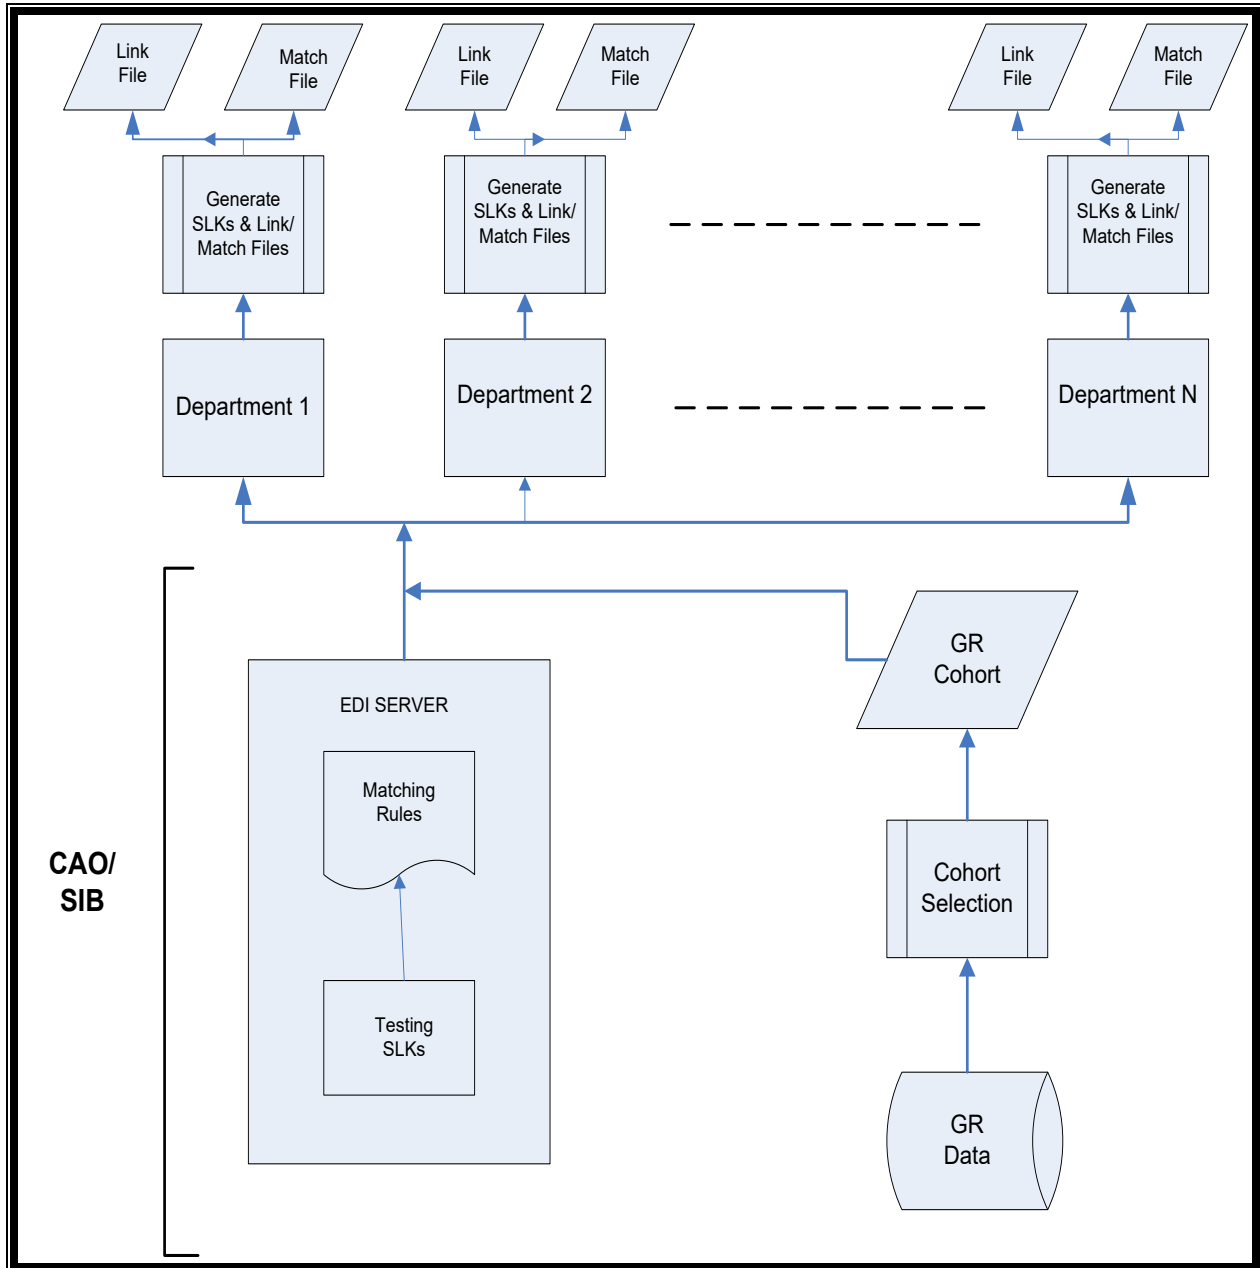 Link
File
Match
File
Link
File
Match
File
Link
File
Match
File
Generate
SLKs & Link/
Match Files
Generate
SLKs & Link/
Match Files
Generate
SLKs & Link/
Match Files
Department 1
Department 2
Department N
CAO/
SIB
EDI SERVER
Matching
Rules
Testing
SLKs
GR
Cohort
Cohort
Selection
GR
Data